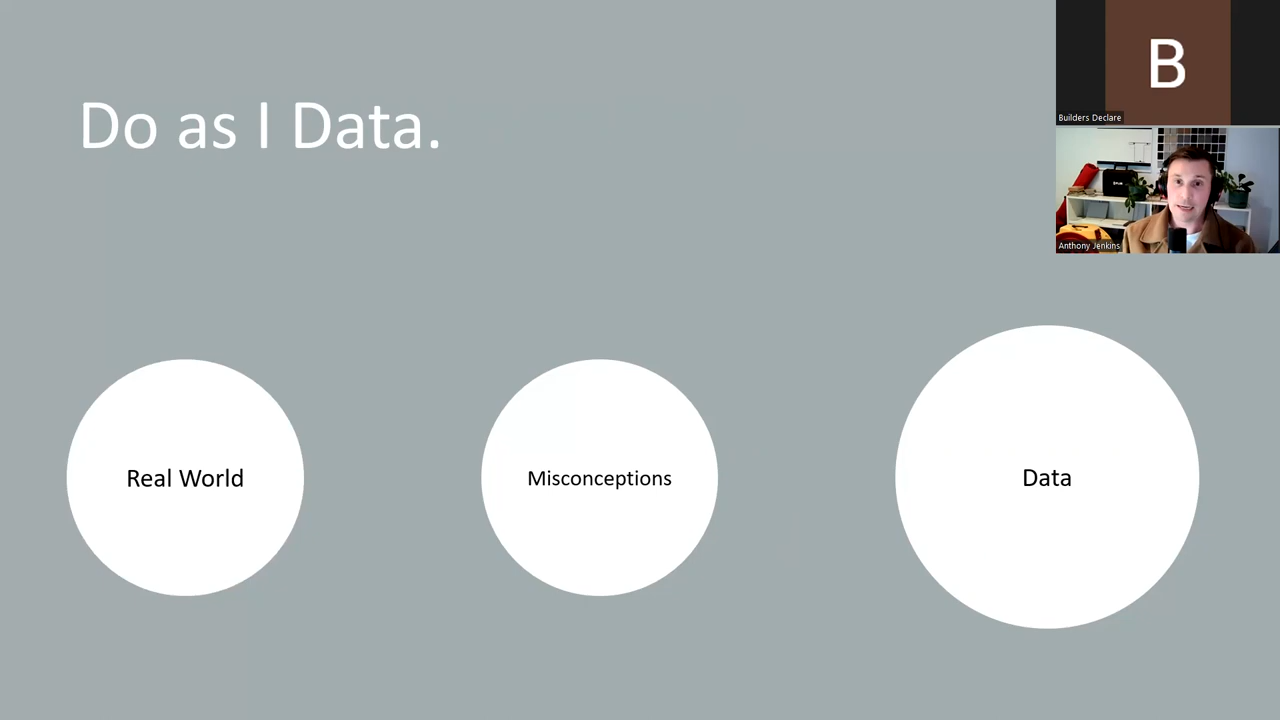 Do as I Data.
B
Builders Declare
Anthony Jenkins
Real World
Misconceptions
Data